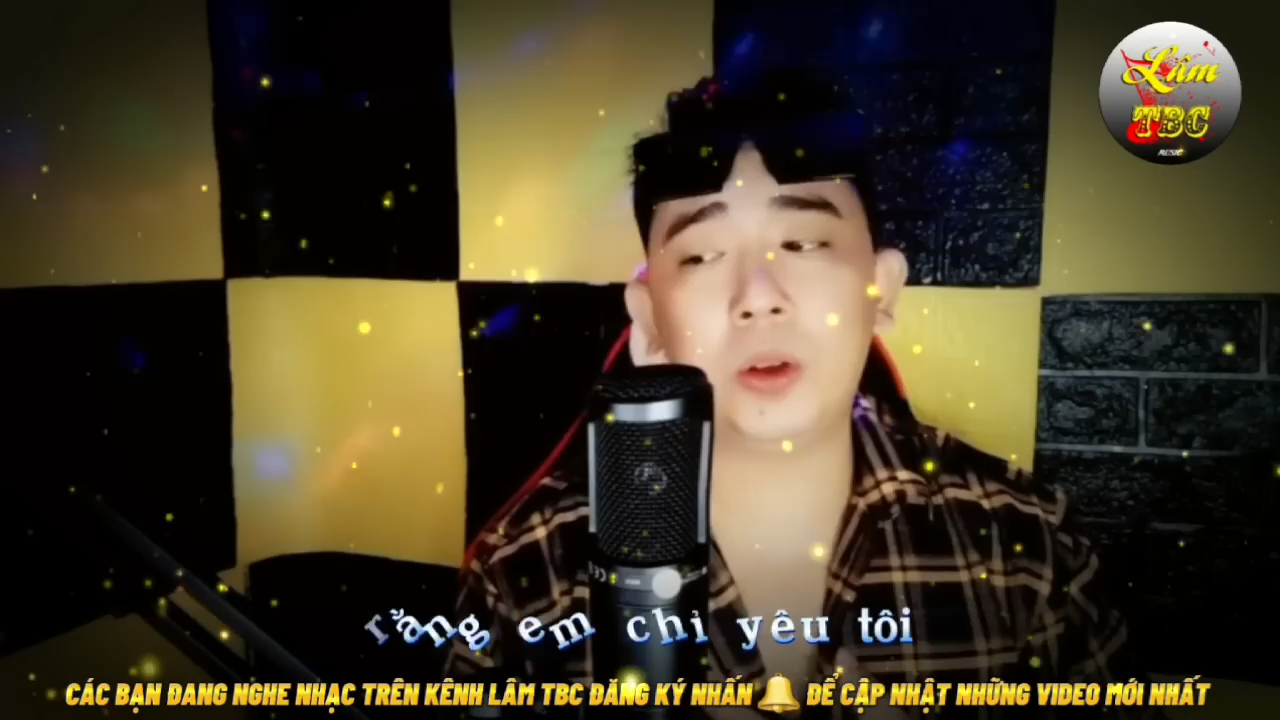 Lâm
TBC
MUSIC
rằng em chỉ yêu tôi
CÁC BẠN ĐANG NGHE NHẠC TRÊN KÊNH LÂM TBC ĐĂNG KÝ NHẤN 🔔 ĐỂ CẬP NHẬT NHỮNG VIDEO MỚI NHẤT